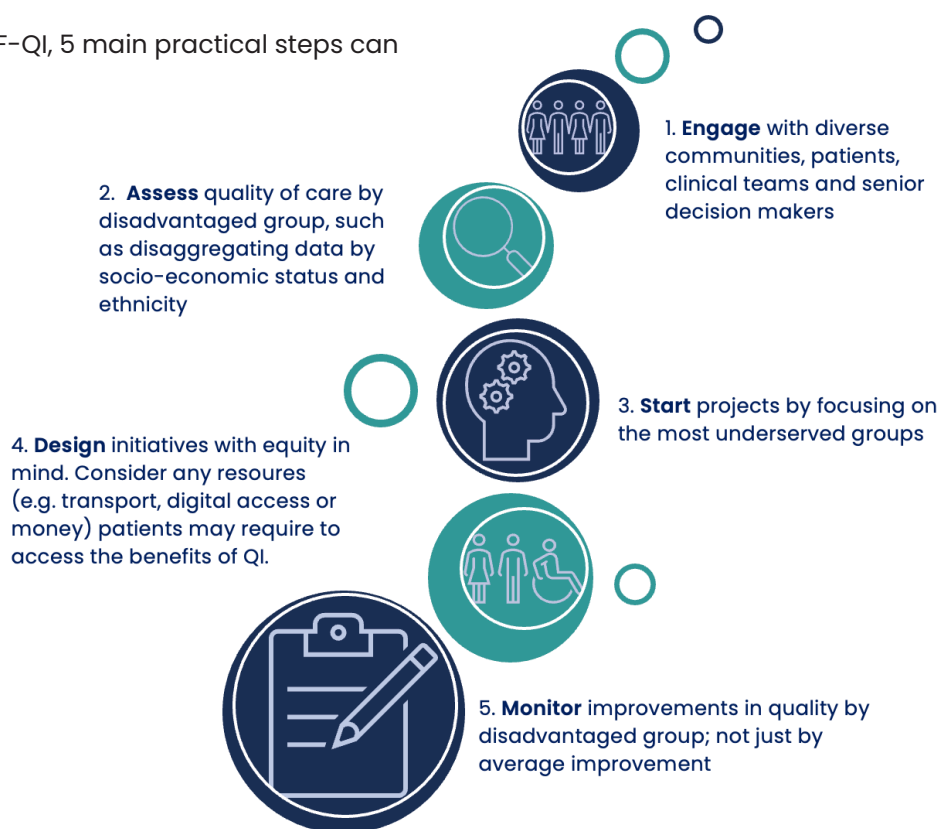 F-QI, 5 main practical steps can
1. Engage with diverse
communities, patients,
clinical teams and senior
decision makers
2. Assess quality of care by
disadvantaged group, such
as disaggregating data by
socio-economic status and
ethnicity
3. Start projects by focusing on
the most underserved groups
4. Design initiatives with equity in
mind. Consider any resoures
(e.g. transport, digital access or
money) patients may require to
access the benefits of QI.
5. Monitor improvements in quality by
disadvantaged group; not just by
average improvement